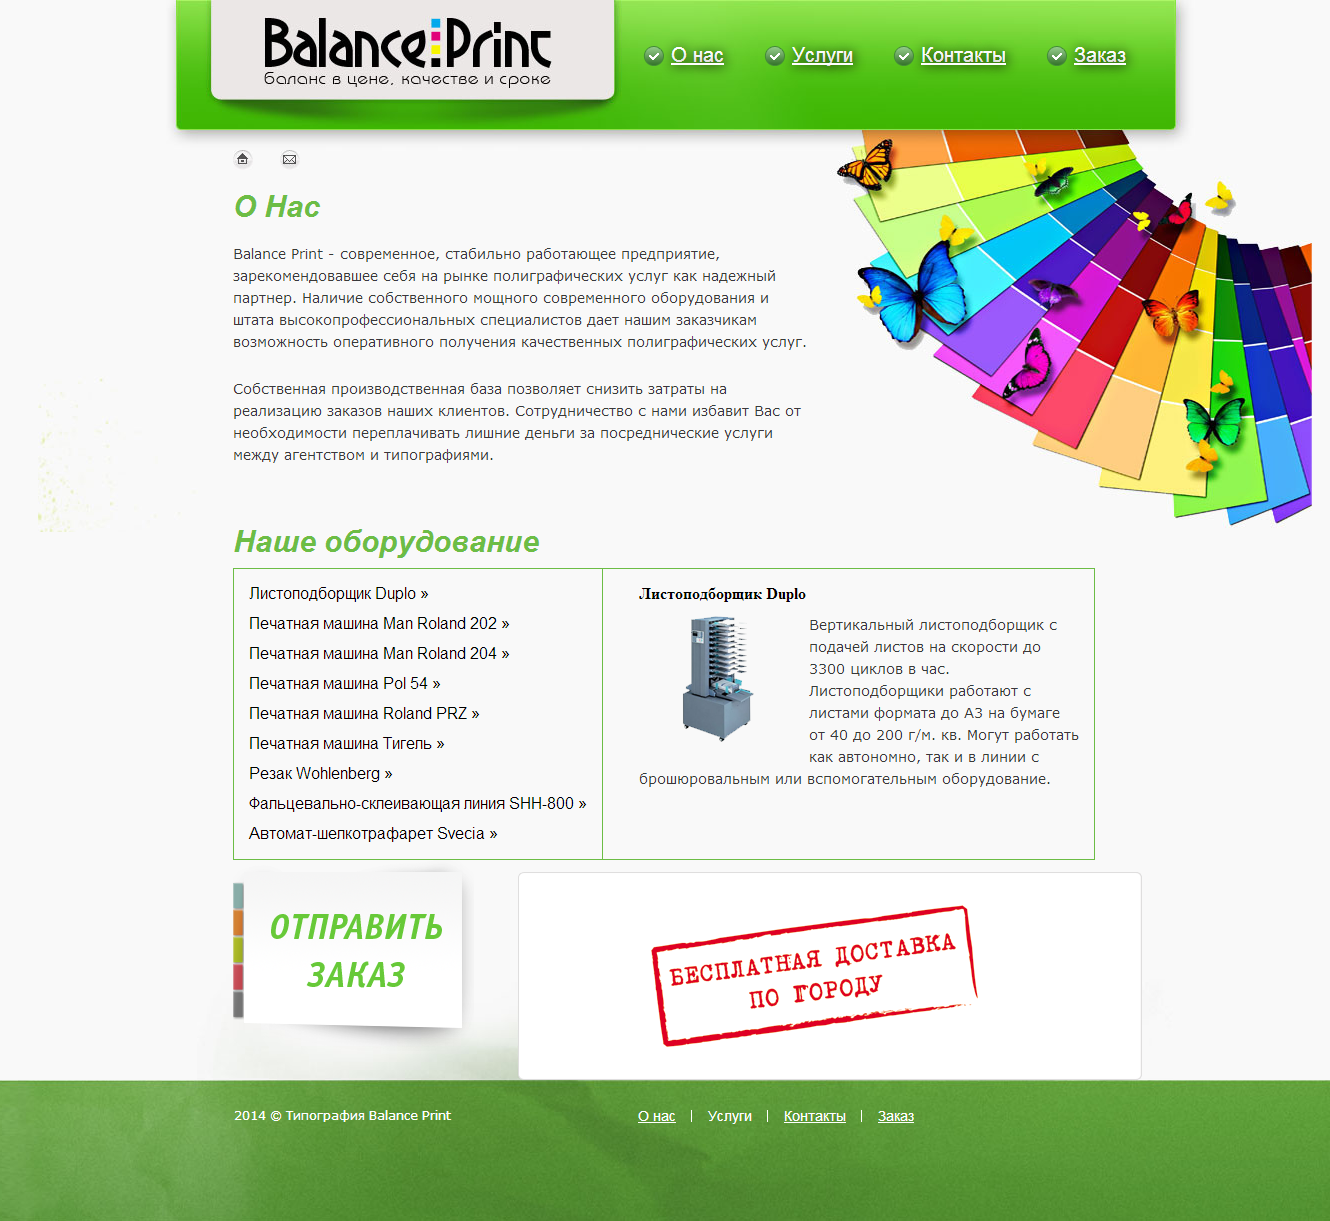 Balance Print
баланс в цене, качестве и сроке
О нас
Услуги
Контакты
Заказ
О Нас
Balance Print - современное, стабильно работающее предприятие,
зарекомендовавшее себя на рынке полиграфических услуг как надежный
партнер. Наличие собственного мощного современного оборудования и
штата высокопрофессиональных специалистов дает нашим заказчикам
возможность оперативного получения качественных полиграфических услуг.
Собственная производственная база позволяет снизить затраты на
реализацию заказов наших клиентов. Сотрудничество с нами избавит Вас от
необходимости переплачивать лишние деньги за посреднические услуги
между агентством и типографиями.
Наше оборудование
Листоподборщик Duplo »
Печатная машина Man Roland 202 »
Печатная машина Man Roland 204 »
Печатная машина Pol 54 »
Печатная машина Roland PRZ »
Печатная машина Тигель »
Резак Wohlenberg »
Фальцевально-склеивающая линия SHH-800 »
Автомат-шелкотрафарет Svecia »
Листоподборщик Duplo
Вертикальный листоподборщик с
подачей листов на скорости до
3300 циклов в час.
Листоподборщики работают с
листами формата до А3 на бумаге
от 40 до 200 г/м. кв. Могут работать
как автономно, так и в линии с
брошюровальным или вспомогательным оборудование.
ОТПРАВИТЬ
ЗАКАЗ
БЕСПЛАТНАЯ ДОСТАВКА
ПО ГОРОДУ
2014 © Типография Balance Print
О нас | Услуги | Контакты | Заказ